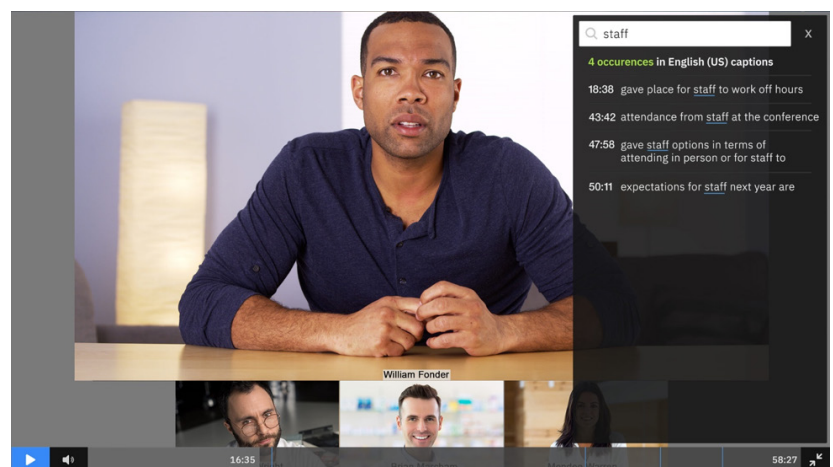 staff
X
4 occurences in English (US) captions
18:38 gave place for staff to work off hours
43:42 attendance from staff at the conference
47:58 gave staff options in terms of
attending in person or for staff to
50:11 expectations for staff next year are
William Fonder
16:35
58:27